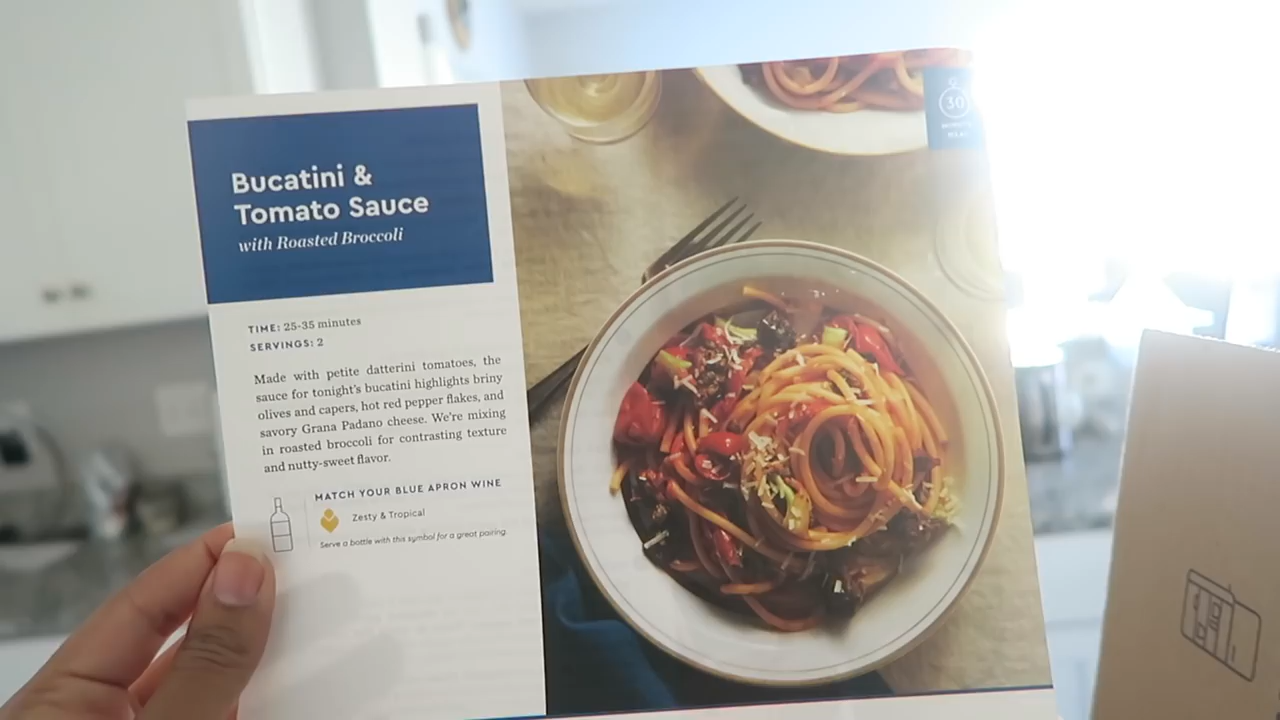 Bucatini &
Tomato Sauce
with Roasted Broccoli
TIME: 25-35 minutes
SERVINGS: 2
Made with petite datterini tomatoes, the
sauce for tonight's bucatini highlights briny
olives and capers, hot red pepper flakes, and
savory Grana Padano cheese. We're mixing
in roasted broccoli for contrasting texture
and nutty-sweet flavor.
MATCH YOUR BLUE APRON WINE
Zesty & Tropical
Serve a bottle with this symbol for a great pairing.
30
MINUTE
MEAL